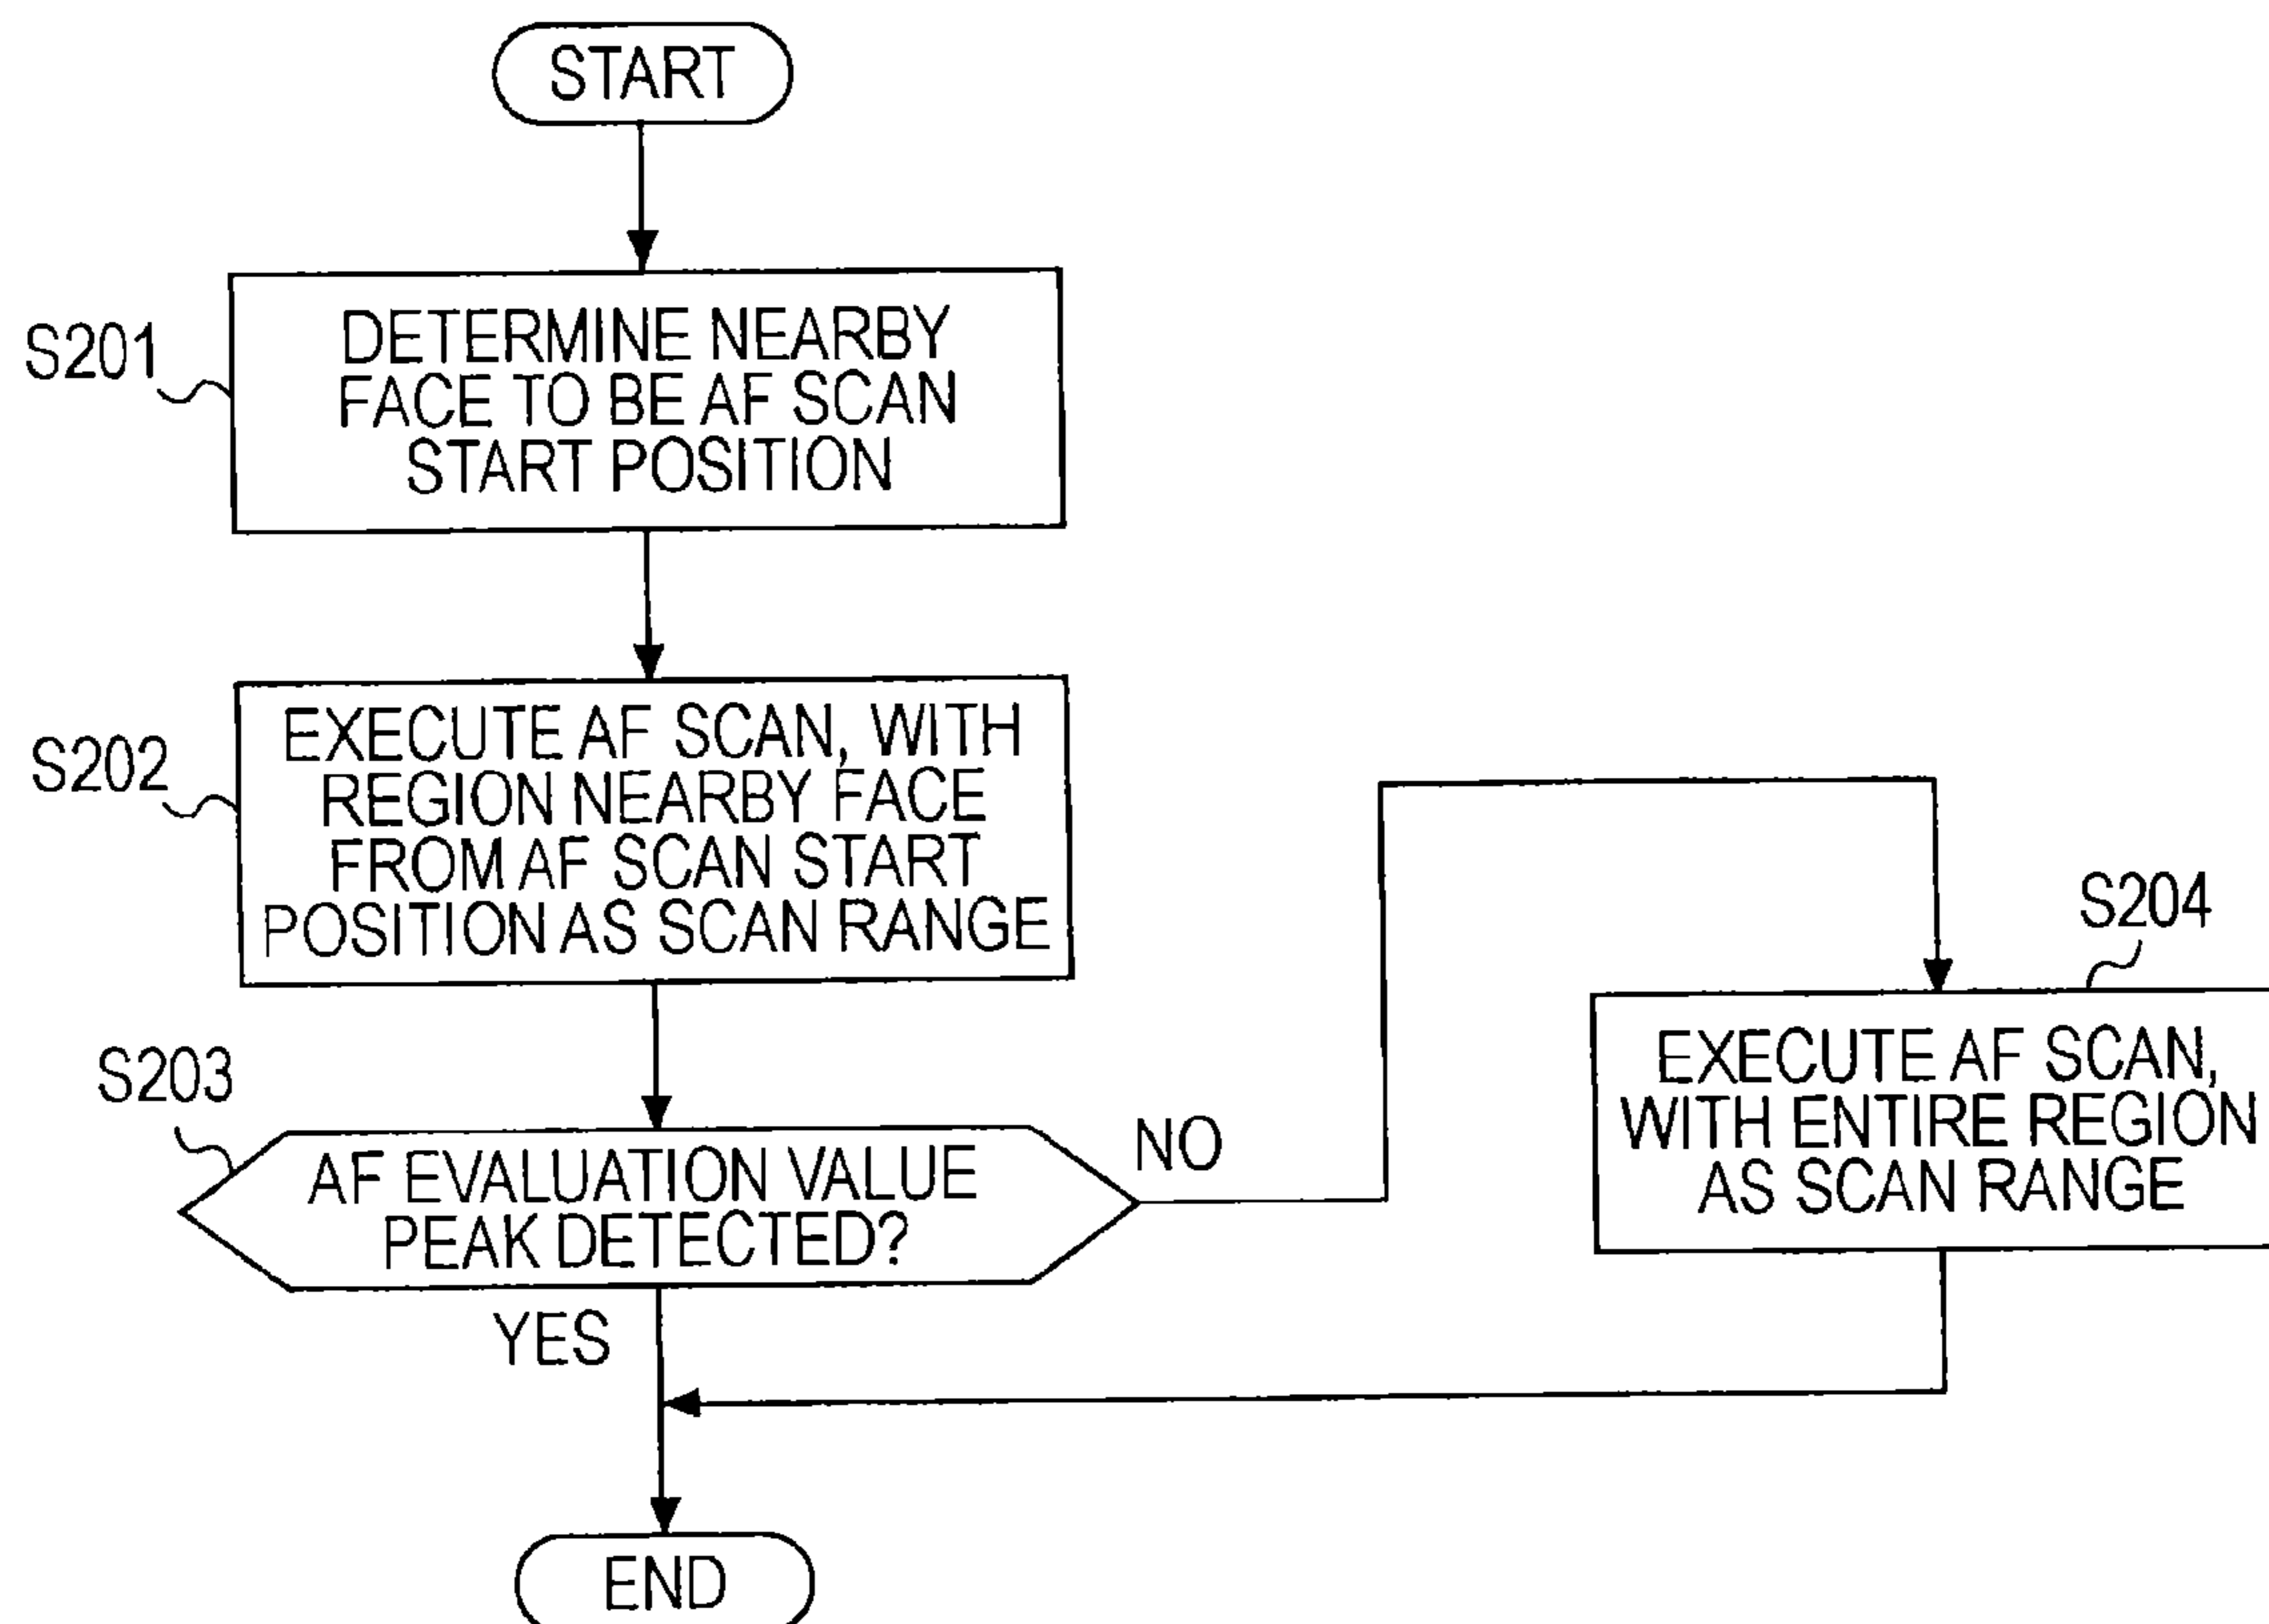 START
S201
DETERMINE NEARBY
FACE TO BE AF SCAN
START POSITION
S202
EXECUTE AF SCAN, WITH
REGION NEARBY FACE
FROM AF SCAN START
POSITION AS SCAN RANGE
S203
AF EVALUATION VALUE
PEAK DETECTED?
NO
YES
S204
EXECUTE AF SCAN,
WITH ENTIRE REGION
AS SCAN RANGE
END